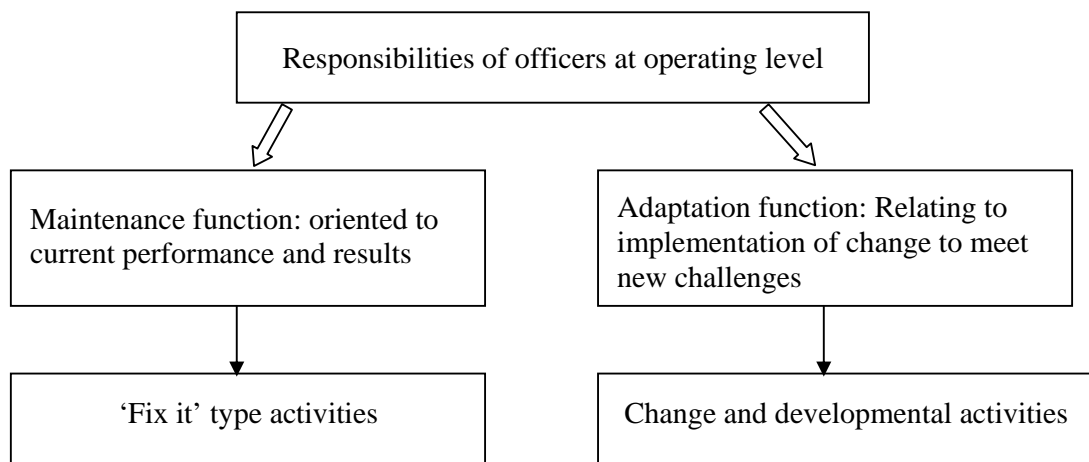 Responsibilities of officers at operating level
Maintenance function: oriented to
current performance and results
Adaptation function: Relating to
implementation of change to meet
new challenges
‘Fix it’ type activities
Change and developmental activities